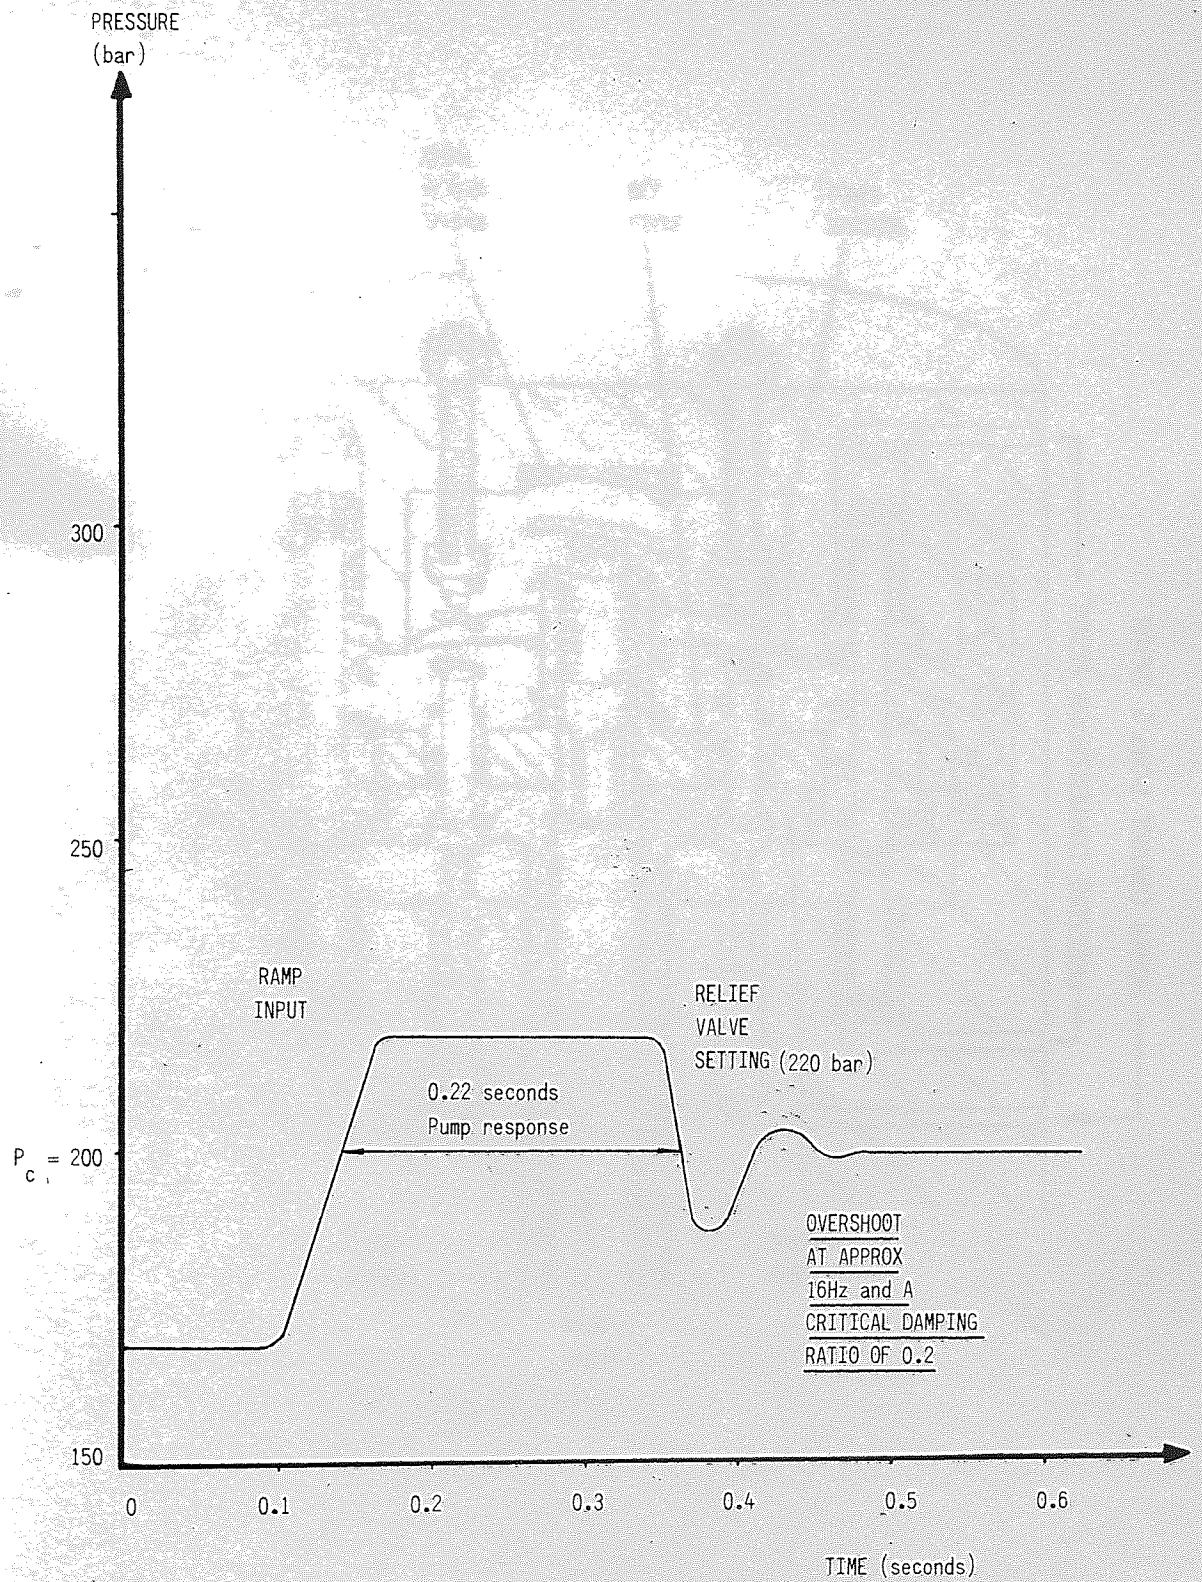 PRESSURE
(bar)
300
250
RAMP
INPUT
RELIEF
VALVE
SETTING (220 bar)
0.22 seconds
Pump response
P_c = 200
OVERSHOOT
AT APPROX
16Hz and A
CRITICAL DAMPING
RATIO OF 0.2
150
0 0.1 0.2 0.3 0.4 0.5 0.6
TIME (seconds)